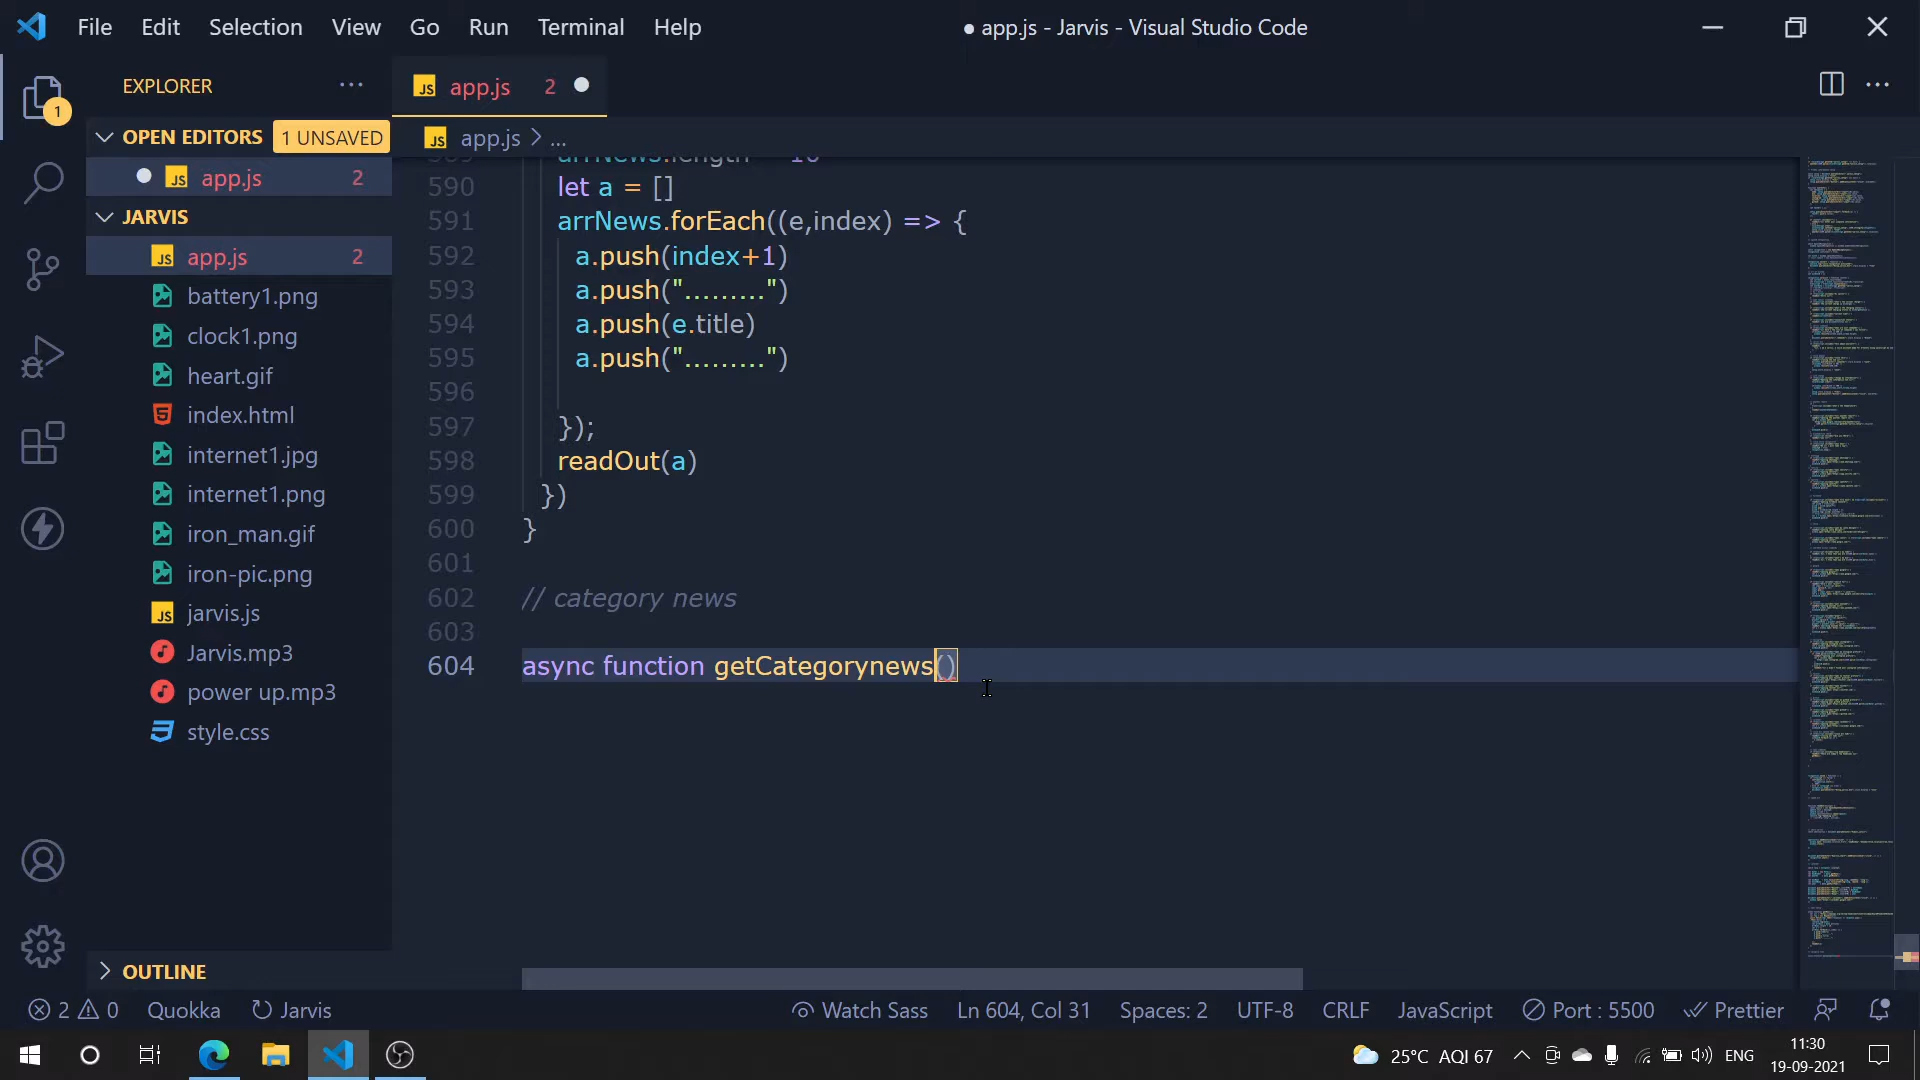 File Edit Selection View Go Run Terminal Help
● app.js - Jarvis - Visual Studio Code
EXPLORER
JS app.js 2
1
OPEN EDITORS 1 UNSAVED
JS app.js > ...
JS app.js 2
JARVIS
JS app.js 2
battery1.png
clock1.png
heart.gif
index.html
internet1.jpg
internet1.png
iron_man.gif
iron-pic.png
JS jarvis.js
Jarvis.mp3
power up.mp3
style.css
OUTLINE
590 let a = []
591 arrNews.forEach((e,index) => {
592 a.push(index+1)
593 a.push(".........")
594 a.push(e.title)
595 a.push(".........")
596
597 });
598 readOut(a)
599 })
600 }
601
602 // category news
603
604 async function getCategorynews()
2 0 Quokka Jarvis Watch Sass Ln 604, Col 31 Spaces: 2 UTF-8 CRLF JavaScript Port : 5500 Prettier
25°C AQI 67 ENG 11:30
19-09-2021